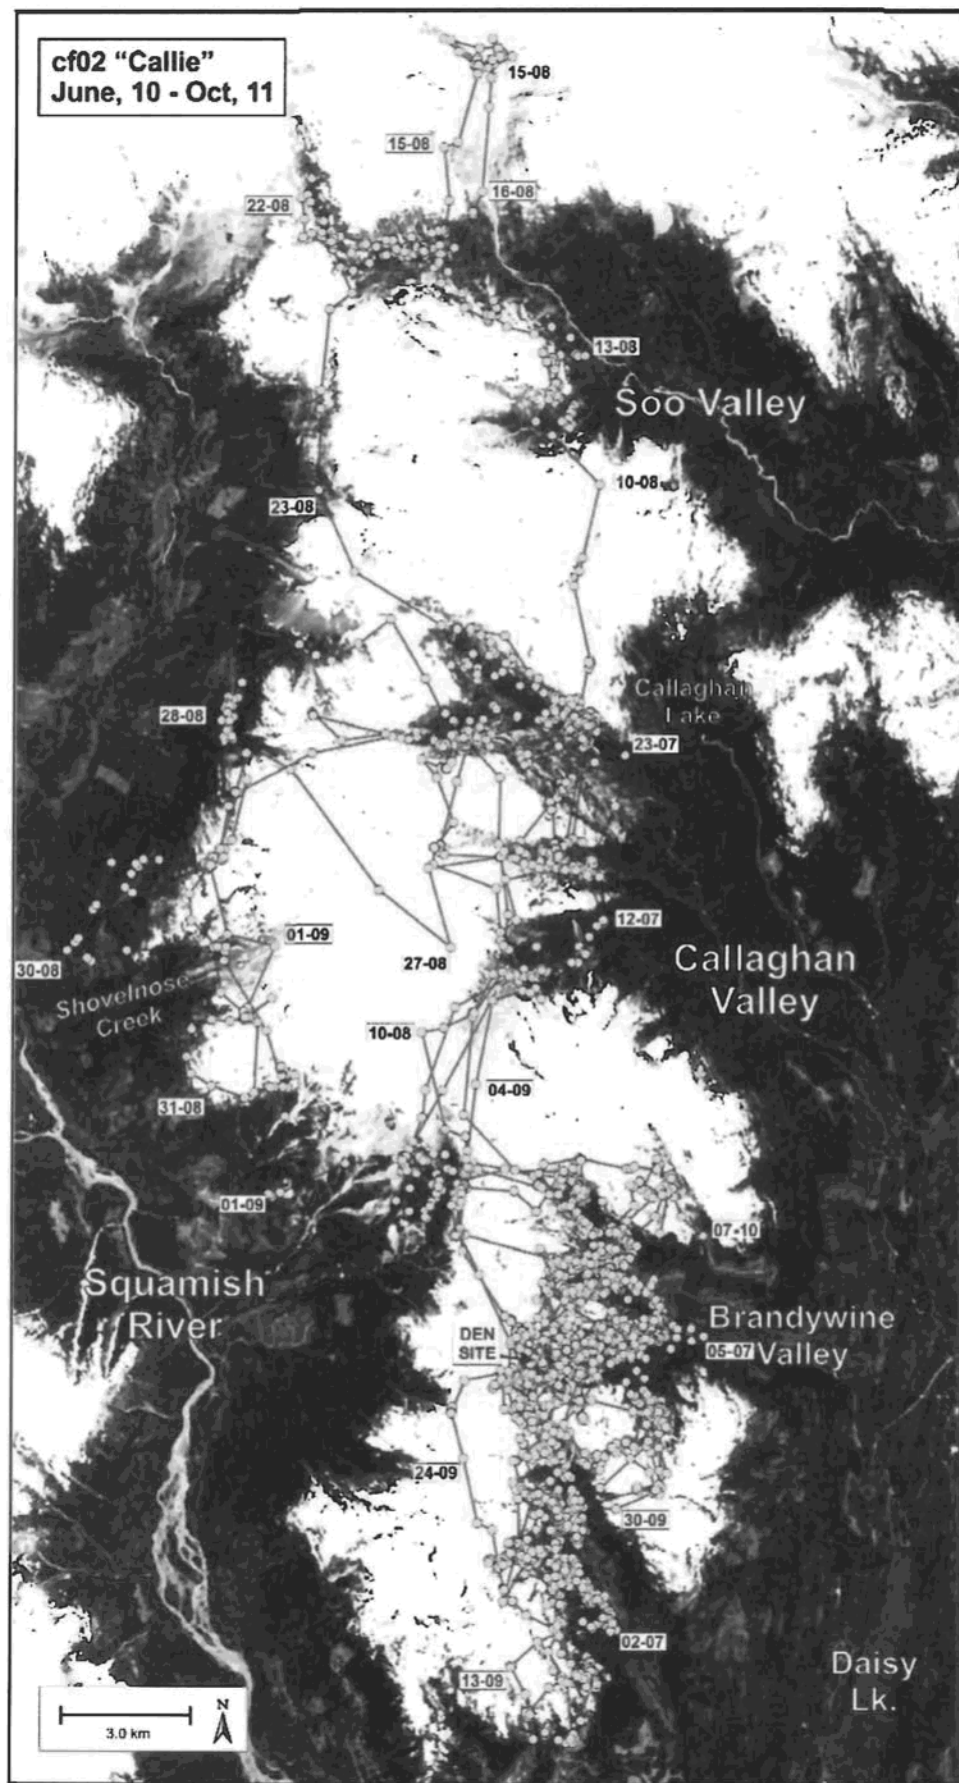 cf02 "Callie"
June, 10 - Oct, 11
15-08
15-08
16-08
22-08
13-08
Soo Valley
10-08
23-08
Callaghan
Lake
28-08
23-07
12-07
01-09
27-08
30-08
Callaghan
Valley
Shovelnose
Creek
10-08
04-09
31-08
01-09
07-10
Squamish
River
Brandywine
Valley
05-07
DEN
SITE
24-09
30-09
02-07
13-09
Daisy
Lk.
3.0 km
N